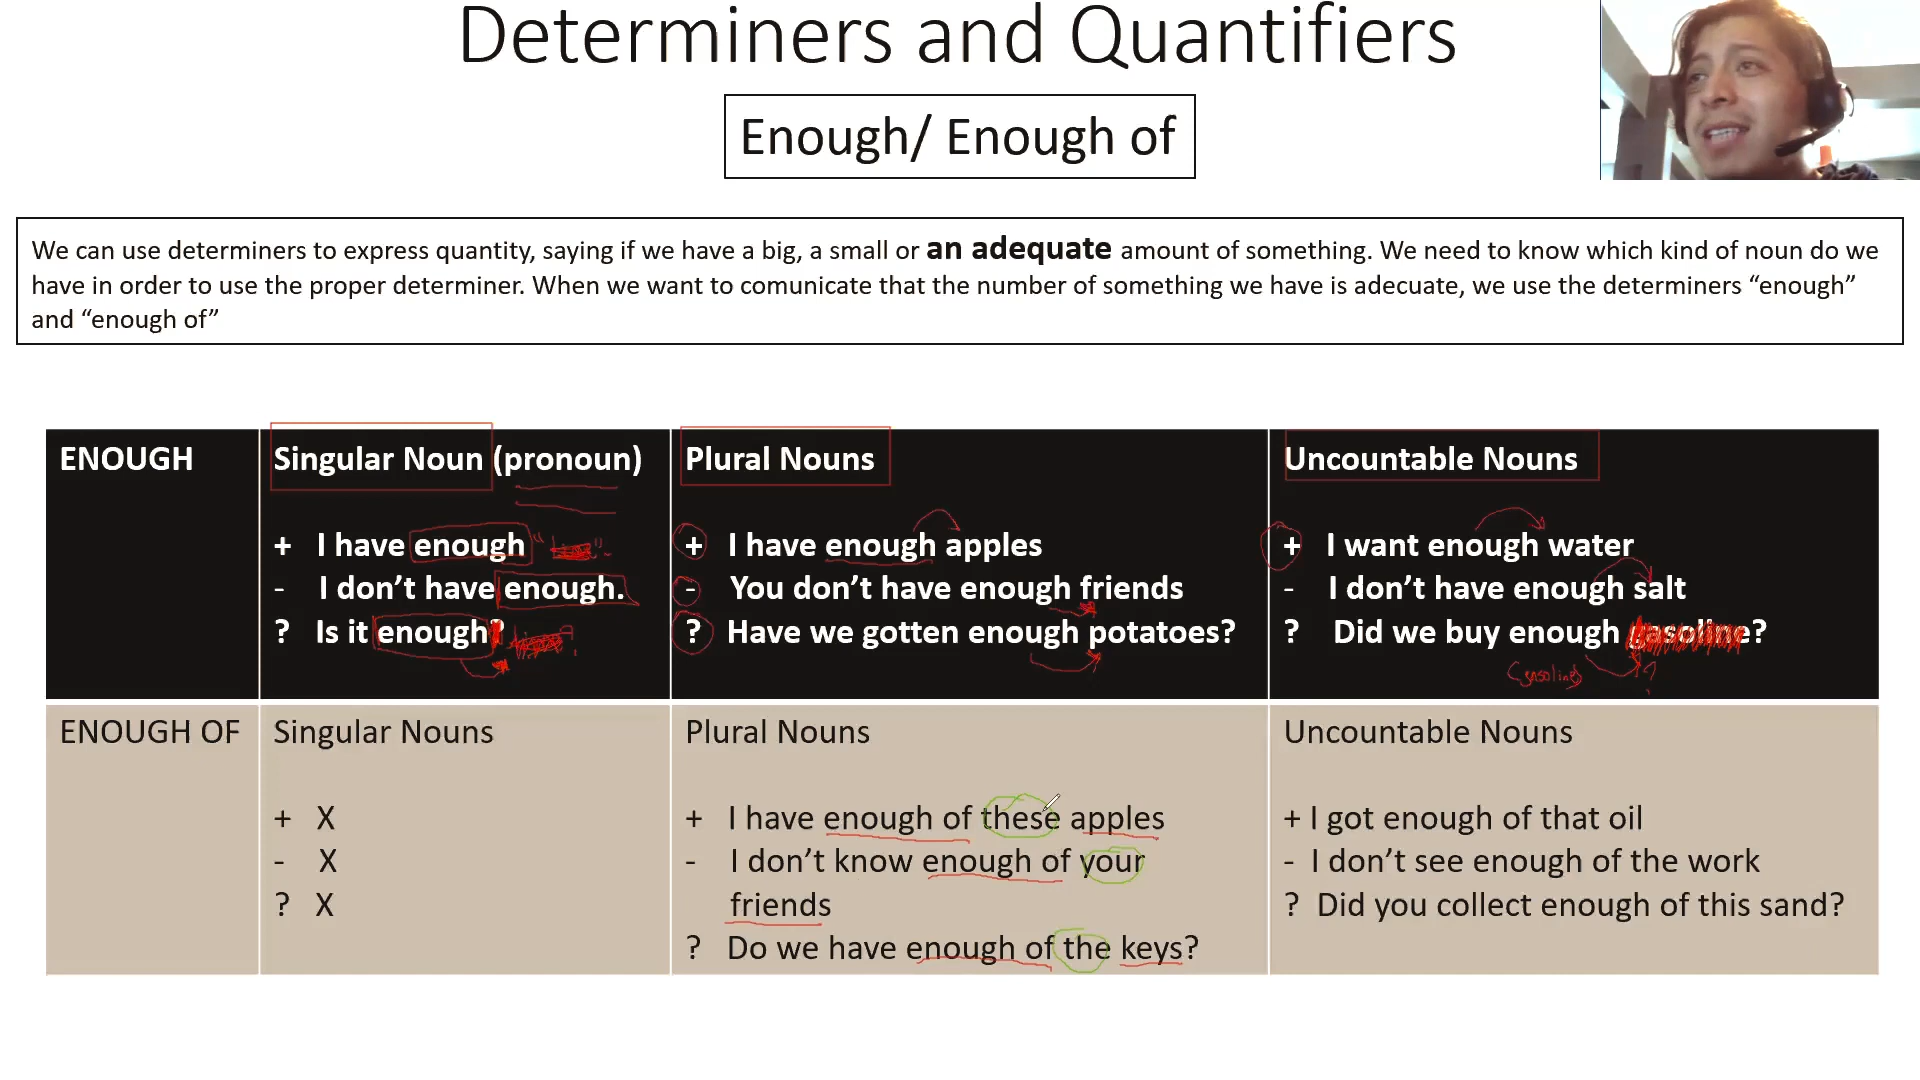 Determiners and Quantifiers
Enough/ Enough of
We can use determiners to express quantity, saying if we have a big, a small or an adequate amount of something. We need to know which kind of noun do we
have in order to use the proper determiner. When we want to comunicate that the number of something we have is adecuate, we use the determiners “enough”
and “enough of”
ENOUGH
Singular Noun (pronoun)
+ I have enough
- I don’t have enough.
? Is it enough?
Plural Nouns
+ I have enough apples
- You don’t have enough friends
? Have we gotten enough potatoes?
Uncountable Nouns
+ I want enough water
- I don’t have enough salt
? Did we buy enough gasoline?
(gasoline) ?
ENOUGH OF
Singular Nouns
+ X
- X
? X
Plural Nouns
+ I have enough of these apples
- I don’t know enough of your
friends
? Do we have enough of the keys?
Uncountable Nouns
+ I got enough of that oil
- I don’t see enough of the work
? Did you collect enough of this sand?